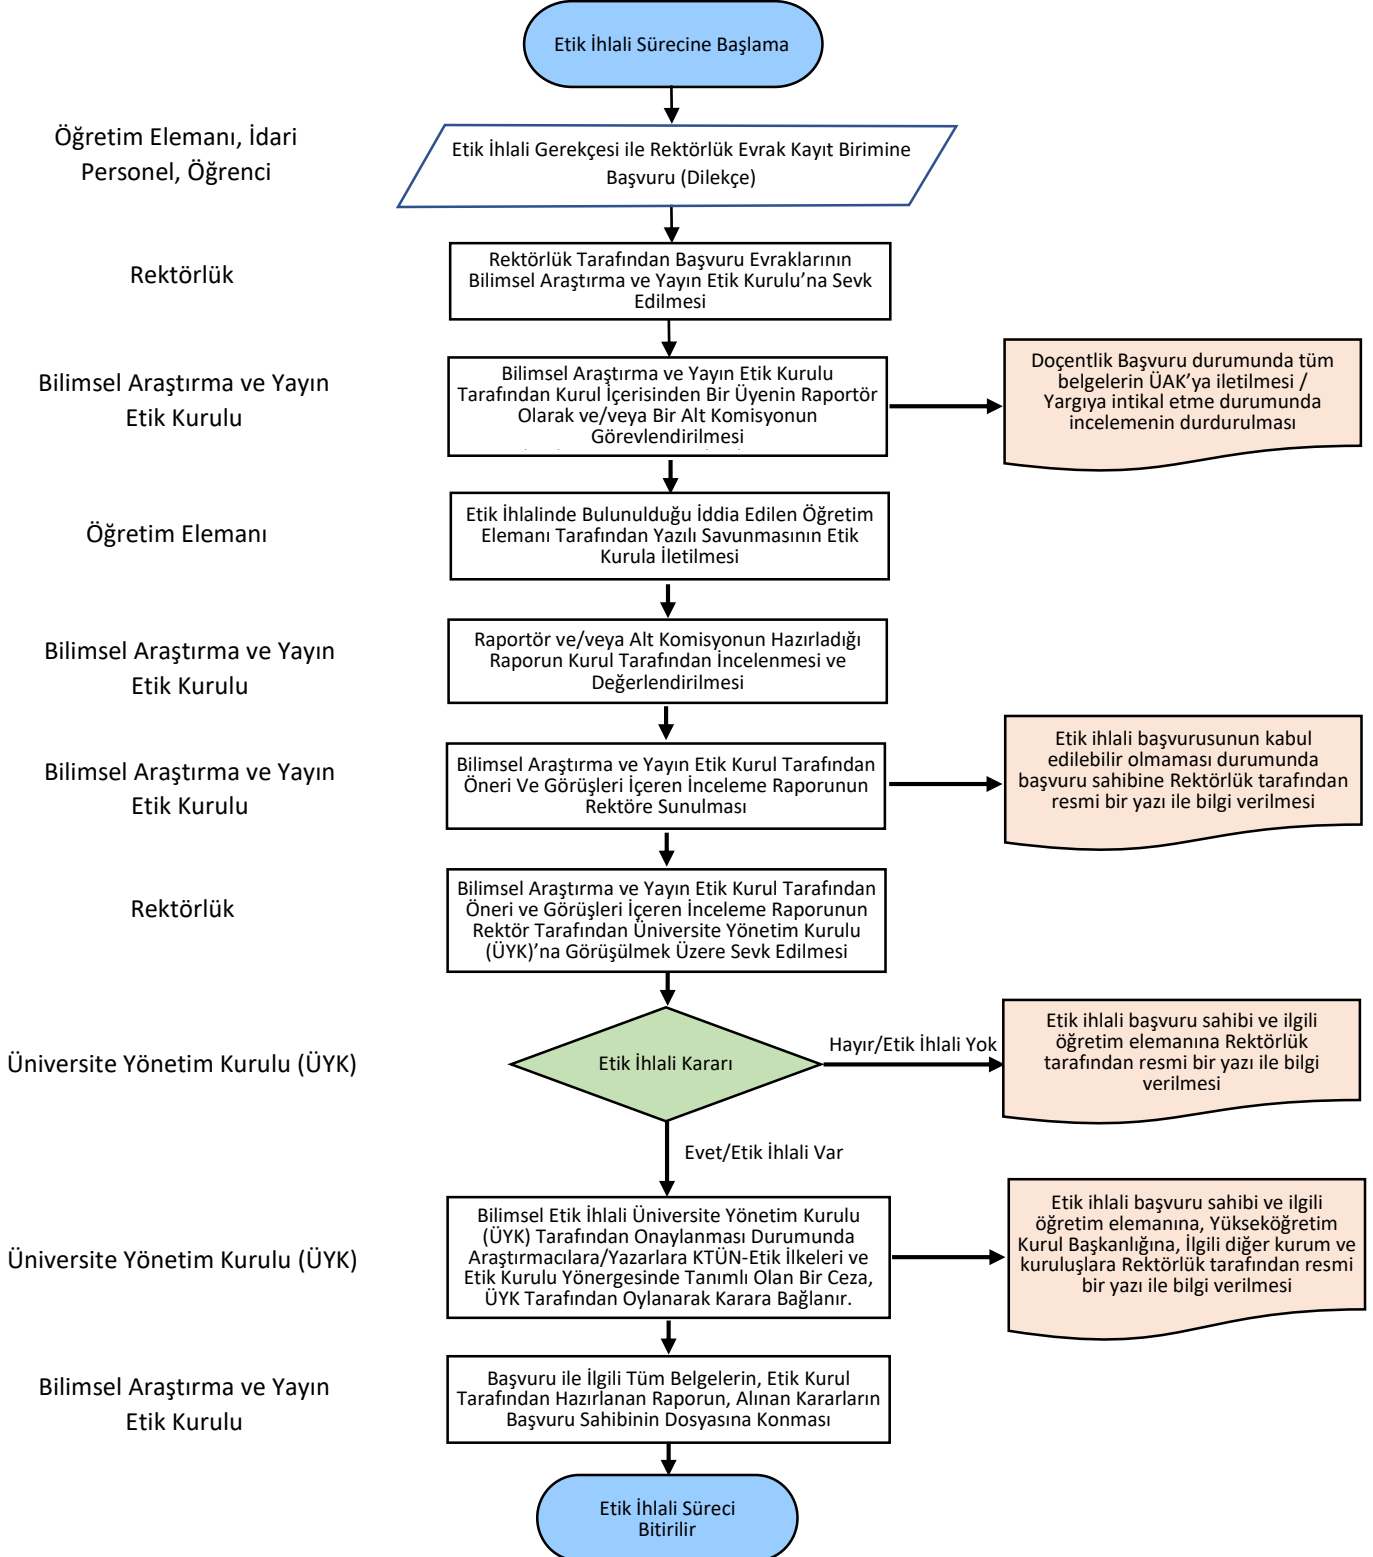 Etik İhlali Sürecine Başlama
Öğretim Elemanı, İdari
Personel, Öğrenci
Etik İhlali Gerekçesi ile Rektörlük Evrak Kayıt Birimine
Başvuru (Dilekçe)
Rektörlük
Rektörlük Tarafından Başvuru Evraklarının
Bilimsel Araştırma ve Yayın Etik Kurulu’na Sevk
Edilmesi
Bilimsel Araştırma ve Yayın
Etik Kurulu
Bilimsel Araştırma ve Yayın Etik Kurulu
Tarafından Kurul İçerisinden Bir Üyenin Raportör
Olarak ve/veya Bir Alt Komisyonun
Görevlendirilmesi
Doçentlik Başvuru durumunda tüm
belgelerin ÜAK’ya iletilmesi /
Yargıya intikal etme durumunda
incelemenin durdurulması
Öğretim Elemanı
Etik İhlalinde Bulunulduğu İddia Edilen Öğretim
Elemanı Tarafından Yazılı Savunmasının Etik
Kurula İletilmesi
Bilimsel Araştırma ve Yayın
Etik Kurulu
Raportör ve/veya Alt Komisyonun Hazırladığı
Raporun Kurul Tarafından İncelenmesi ve
Değerlendirilmesi
Bilimsel Araştırma ve Yayın
Etik Kurulu
Bilimsel Araştırma ve Yayın Etik Kurul Tarafından
Öneri Ve Görüşleri İçeren İnceleme Raporunun
Rektöre Sunulması
Etik ihlali başvurusunun kabul
edilebilir olmaması durumunda
başvuru sahibine Rektörlük tarafından
resmi bir yazı ile bilgi verilmesi
Rektörlük
Bilimsel Araştırma ve Yayın Etik Kurul Tarafından
Öneri ve Görüşleri İçeren İnceleme Raporunun
Rektör Tarafından Üniversite Yönetim Kurulu
(ÜYK)’na Görüşülmek Üzere Sevk Edilmesi
Üniversite Yönetim Kurulu (ÜYK)
Etik İhlali Kararı
Hayır/Etik İhlali Yok
Etik ihlali başvuru sahibi ve ilgili
öğretim elemanına Rektörlük
tarafından resmi bir yazı ile bilgi
verilmesi
Evet/Etik İhlali Var
Üniversite Yönetim Kurulu (ÜYK)
Bilimsel Etik İhlali Üniversite Yönetim Kurulu
(ÜYK) Tarafından Onaylanması Durumunda
Araştırmacılara/Yazarlara KTÜN-Etik İlkeleri ve
Etik Kurulu Yönergesinde Tanımlı Olan Bir Ceza,
ÜYK Tarafından Oylanarak Karara Bağlanır.
Etik ihlali başvuru sahibi ve ilgili
öğretim elemanına, Yükseköğretim
Kurul Başkanlığına, İlgili diğer kurum ve
kuruluşlara Rektörlük tarafından resmi
bir yazı ile bilgi verilmesi
Bilimsel Araştırma ve Yayın
Etik Kurulu
Başvuru ile İlgili Tüm Belgelerin, Etik Kurul
Tarafından Hazırlanan Raporun, Alınan Kararların
Başvuru Sahibinin Dosyasına Konması
Etik İhlali Süreci
Bitirilir